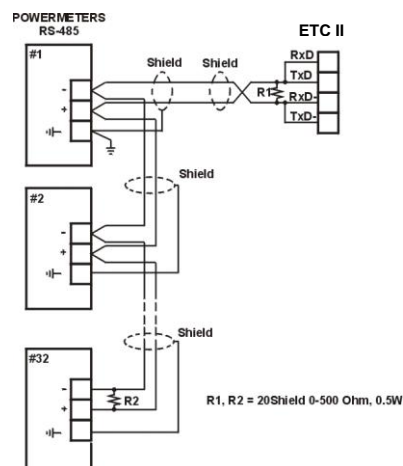 POWERMETERS
RS-485
ETC II
#1
Shield
Shield
RxD
TxD
R1
RxD-
TxD-
-
+
Shield
#2
-
+
Shield
#32
-
+
R2
R1, R2 = 20Shield 0-500 Ohm, 0.5W